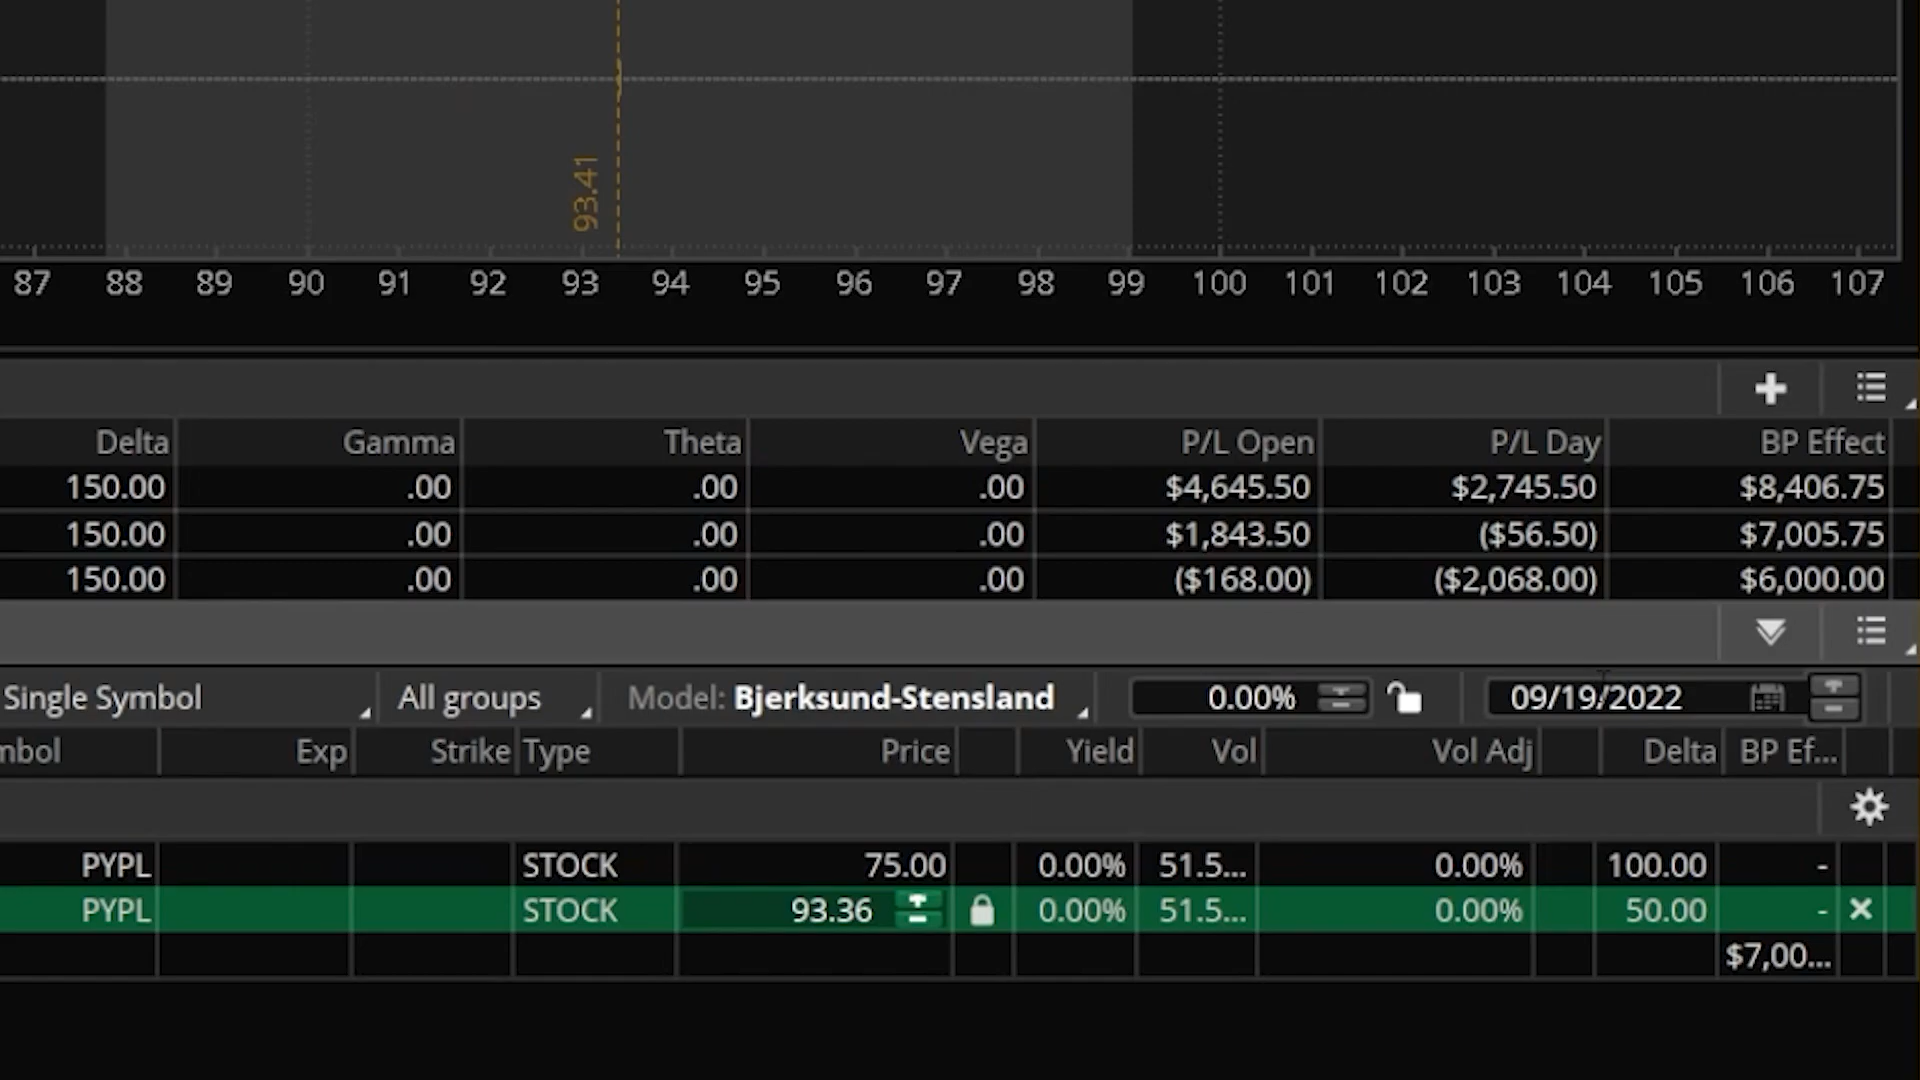 93.41
87 88 89 90 91 92 93 94 95 96 97 98 99 100 101 102 103 104 105 106 107
Delta Gamma Theta Vega P/L Open P/L Day BP Effect
150.00 .00 .00 .00 $4,645.50 $2,745.50 $8,406.75
150.00 .00 .00 .00 $1,843.50 ($56.50) $7,005.75
150.00 .00 .00 .00 ($168.00) ($2,068.00) $6,000.00
Single Symbol All groups Model: Bjerksund-Stensland 0.00% 09/19/2022
mbol Exp Strike Type Price Yield Vol Vol Adj Delta BP Ef...
PYPL STOCK 75.00 0.00% 51.5... 0.00% 100.00 -
PYPL STOCK 93.36 0.00% 51.5... 0.00% 50.00 -
$7,00...